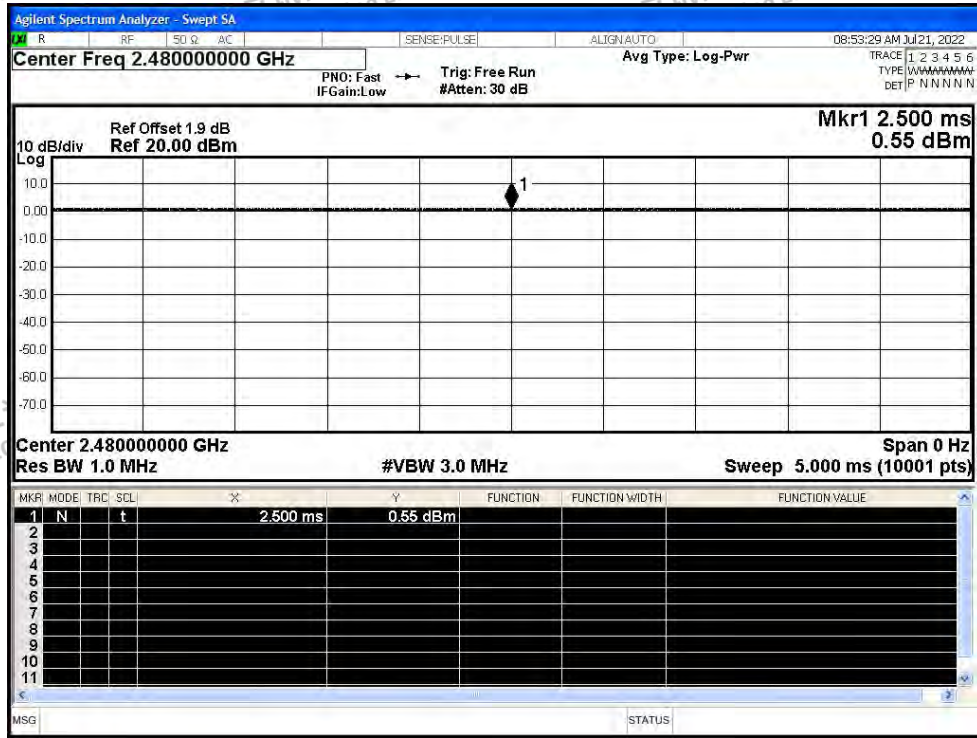 Agilent Spectrum Analyzer - Swept SA
LXI R RF 50 Ω AC SENSE:PULSE ALIGN AUTO 08:53:29 AM Jul 21, 2022
Center Freq 2.480000000 GHz
PNO: Fast
IFGain:Low
Trig: Free Run
#Atten: 30 dB
Avg Type: Log-Pwr
TRACE 1 2 3 4 5 6
TYPE WWWWWW
DET P N N N N N
Mkr1 2.500 ms
0.55 dBm
Ref Offset 1.9 dB
10 dB/div Ref 20.00 dBm
Log
10.0
0.00
-10.0
-20.0
-30.0
-40.0
-50.0
-60.0
-70.0
1
Center 2.480000000 GHz Span 0 Hz
Res BW 1.0 MHz #VBW 3.0 MHz Sweep 5.000 ms (10001 pts)
MKR MODE TRC SCL X Y FUNCTION FUNCTION WIDTH FUNCTION VALUE
1 N t 2.500 ms 0.55 dBm
2
3
4
5
6
7
8
9
10
11
MSG STATUS